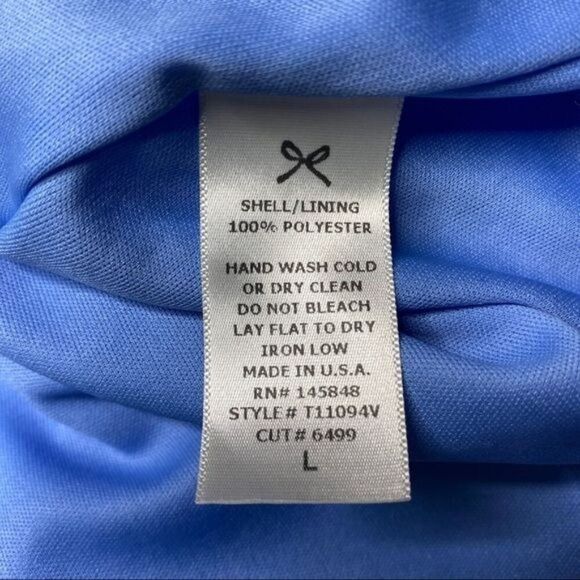 SHELL/LINING
100% POLYESTER
HAND WASH COLD
OR DRY CLEAN
DO NOT BLEACH
LAY FLAT TO DRY
IRON LOW
MADE IN U.S.A.
RN# 145848
STYLE# T11094V
CUT# 6499
L